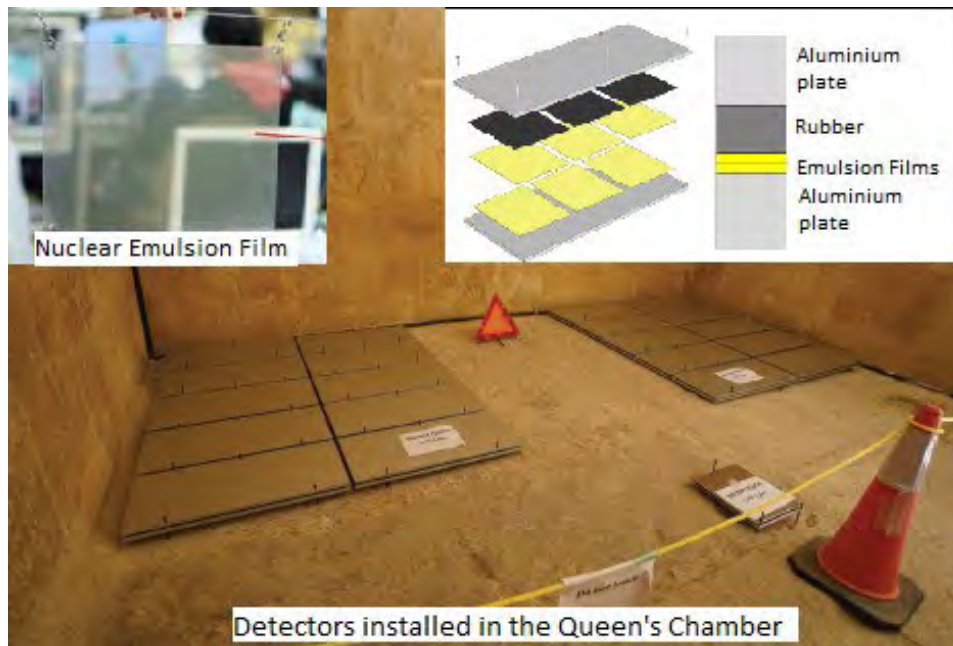 Nuclear Emulsion Film
Aluminium
plate
Rubber
Emulsion Films
Aluminium
plate
Detectors installed in the Queen's Chamber